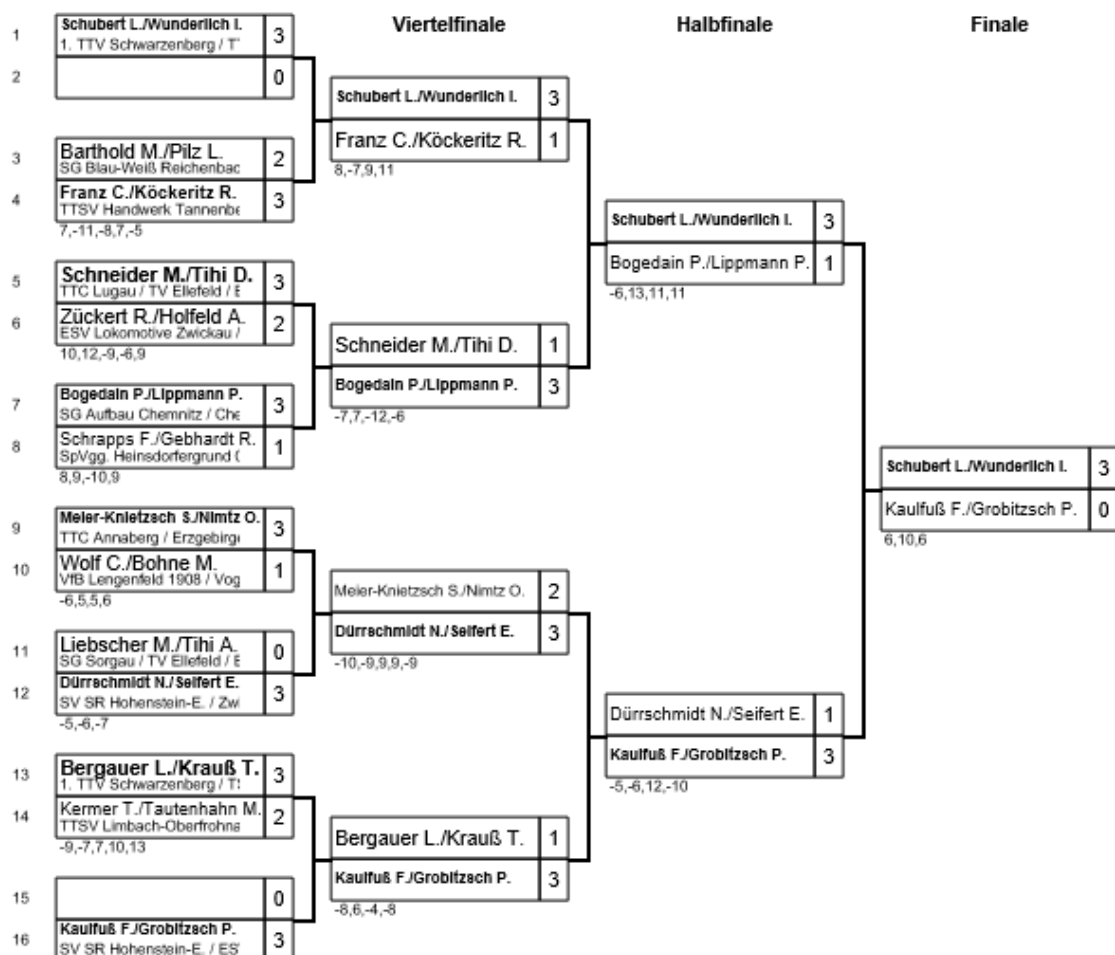 Viertelfinale
Halbfinale
Finale
1
Schubert L./Wunderlich I.
3
1. TTV Schwarzenberg /
2
0
3
Barthold M./Pilz L.
2
SG Blau-Weiß
4
Franz C./Köckeritz R.
3
TTSV Handwerk
7,-11,-8,7,-5
5
Schneider M./Tihi D.
3
TTC Lugau / TV Ellefeld /
6
Zückert R./Holfeld A.
2
ESV Lokomotive Zwickau /
10,12,-9,-6,9
7
Bogedain P./Lippmann P.
3
SG Aufbau Chemnitz /
8
Schrapps F./Gebhardt R.
1
SpVgg. Heinsdorfergrund
8,9,-10,9
9
Meier-Knietzsch S./Nimtz O.
3
TTC Annaberg /
10
Wolf C./Bohne M.
1
VfB Lengenfeld 1908 / Vog
-6,5,5,6
11
Liebscher M./Tihi A.
0
SG Sorgau / TV Ellefeld /
12
Dürrschmidt N./Seifert E.
3
SV SR Hohenstein-E. / Zwi
-5,-6,-7
13
Bergauer L./Krauß T.
3
1. TTV Schwarzenberg /
14
Kermer T./Tautenhahn M.
2
TTSV Limbach-Oberfrohna
-9,-7,7,10,13
15
0
16
Kaulfuß F./Grobitzsch P.
3
SV SR Hohenstein-E. /
Schubert L./Wunderlich I.
3
Franz C./Köckeritz R.
1
8,-7,9,11
Schneider M./Tihi D.
1
Bogedain P./Lippmann P.
3
-7,7,-12,-6
Meier-Knietzsch S./Nimtz O.
2
Dürrschmidt N./Seifert E.
3
-10,-9,9,9,-9
Bergauer L./Krauß T.
1
Kaulfuß F./Grobitzsch P.
3
-8,6,-4,-8
Schubert L./Wunderlich I.
3
Bogedain P./Lippmann P.
1
-6,13,11,11
Dürrschmidt N./Seifert E.
1
Kaulfuß F./Grobitzsch P.
3
-5,-6,12,-10
Schubert L./Wunderlich I.
3
Kaulfuß F./Grobitzsch P.
0
6,10,6